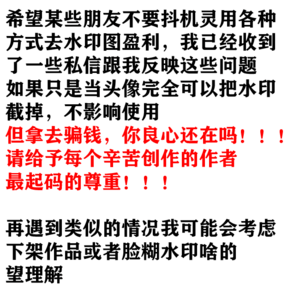 希望某些朋友不要抖机灵用各种
方式去水印图盈利，我已经收到
了一些私信跟我反映这些问题
如果只是当头像完全可以把水印
截掉，不影响使用
但拿去骗钱，你良心还在吗！！！
请给予每个辛苦创作的作者
最起码的尊重！！！
再遇到类似的情况我可能会考虑
下架作品或者脸糊水印啥的
望理解